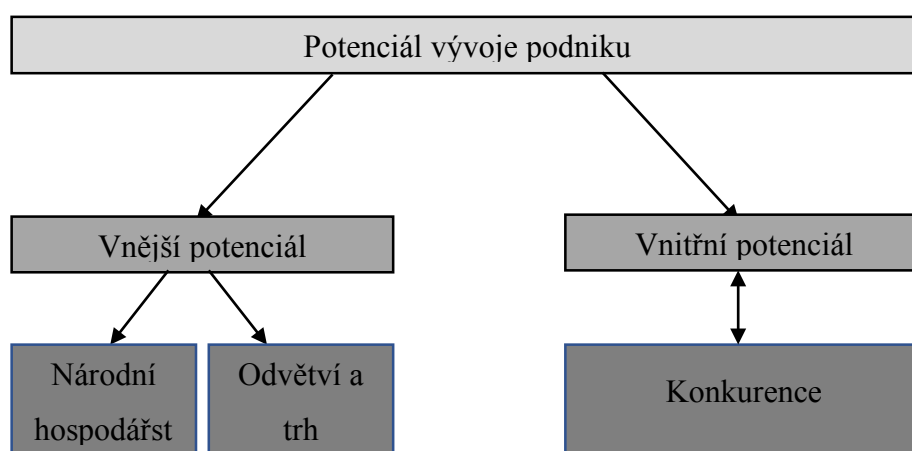 Potenciál vývoje podniku
Vnější potenciál
Vnitřní potenciál
Národní
hospodářst
Odvětví a
trh
Konkurence